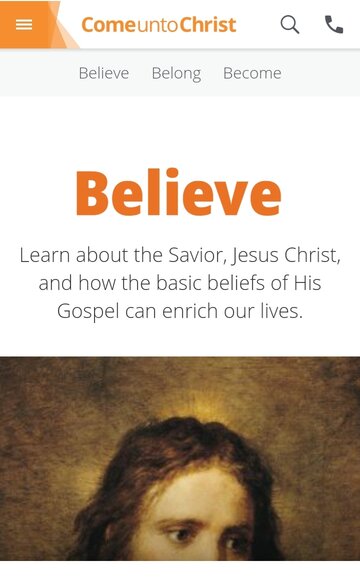 ComeuntoChrist
Believe Belong Become
Believe
Learn about the Savior, Jesus Christ,
and how the basic beliefs of His
Gospel can enrich our lives.